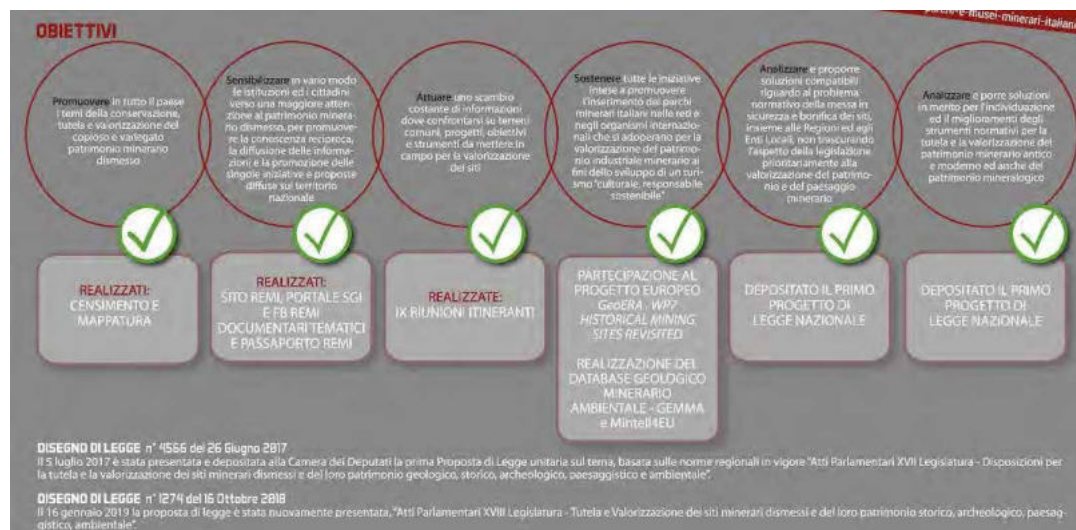 parchi-e-musei-minerari-italiane
OBIETTIVI
Promuovere in tutto il paese
i temi della conservazione,
tutela e valorizzazione del
copioso e variegato
patrimonio minerario
dismesso
Sensibilizzare in vario modo
le istituzioni ed i cittadini
verso una maggiore atten-
zione al patrimonio minera-
rio dismesso, per promuove-
re la conoscenza reciproca,
la diffusione delle informa-
zioni e la promozione delle
singole iniziative e proposte
diffuse sul territorio
nazionale
Attuare uno scambio
costante di informazioni
dove confrontarsi su terreni
comuni, progetti, obiettivi
e strumenti da mettere in
campo per la valorizzazione
dei siti
Sostenere tutte le iniziative
intese a promuovere
l'inserimento dei parchi
minerari italiani nelle reti e
negli organismi internazio-
nali che si adoperano per la
valorizzazione del patrimo-
nio industriale minerario ai
fini dello sviluppo di un turi-
smo "culturale, responsabile
sostenibile"
Analizzare e proporre
soluzioni compatibili
riguardo al problema
normativo della messa in
sicurezza e bonifica dei siti,
insieme alle Regioni ed agli
Enti Locali, non trascurando
l'aspetto della legislazione
prioritariamente alla
valorizzazione del patrimo-
nio e del paesaggio
minerario
Analizzare e porre soluzioni
in merito per l'individuazione
ed il miglioramento degli
strumenti normativi per la
tutela e la valorizzazione del
patrimonio minerario antico
e moderno ed anche del
patrimonio mineralogico
REALIZZATI:
CENSIMENTO E
MAPPATURA
REALIZZATI:
SITO REMI, PORTALE SGI
E FB REMI
DOCUMENTARI TEMATICI
E PASSAPORTO REMI
REALIZZATE:
IX RIUNIONI ITINERANTI
PARTECIPAZIONE AL
PROGETTO EUROPEO
GeoERA - WP7
HISTORICAL MINING
SITES REVISITED
REALIZZAZIONE DEL
DATABASE GEOLOGICO
MINERARIO
AMBIENTALE - GEMMA
e Mintell4EU
DEPOSITATO IL PRIMO
PROGETTO DI
LEGGE NAZIONALE
DEPOSITATO IL PRIMO
PROGETTO DI
LEGGE NAZIONALE
DISEGNO DI LEGGE n° 4566 del 26 Giugno 2017
Il 5 luglio 2017 è stata presentata e depositata alla Camera dei Deputati la prima Proposta di Legge unitaria sul tema, basata sulle norme regionali in vigore "Atti Parlamentari XVII Legislatura - Disposizioni per
la tutela e la valorizzazione dei siti minerari dismessi e del loro patrimonio geologico, storico, archeologico, paesaggistico e ambientale".
DISEGNO DI LEGGE n° 1274 del 16 Ottobre 2018
Il 16 gennaio 2019 la proposta di legge è stata nuovamente presentata, "Atti Parlamentari XVIII Legislatura - Tutela e Valorizzazione dei siti minerari dismessi e del loro patrimonio storico, archeologico, paesag-
gistico, ambientale".